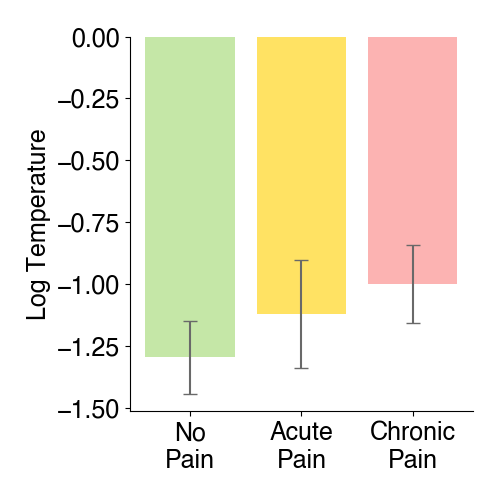 0.00
−0.25
−0.50
−0.75
−1.00
−1.25
−1.50
Log Temperature
No
Pain
Acute
Pain
Chronic
Pain